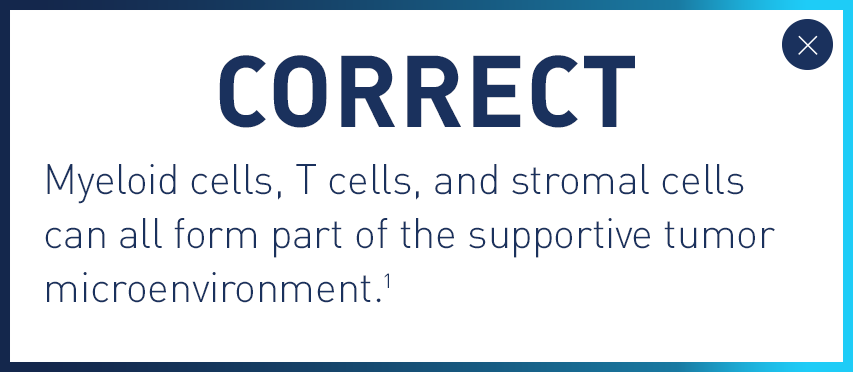 CORRECT
Myeloid cells, T cells, and stromal cells
can all form part of the supportive tumor
microenvironment.¹